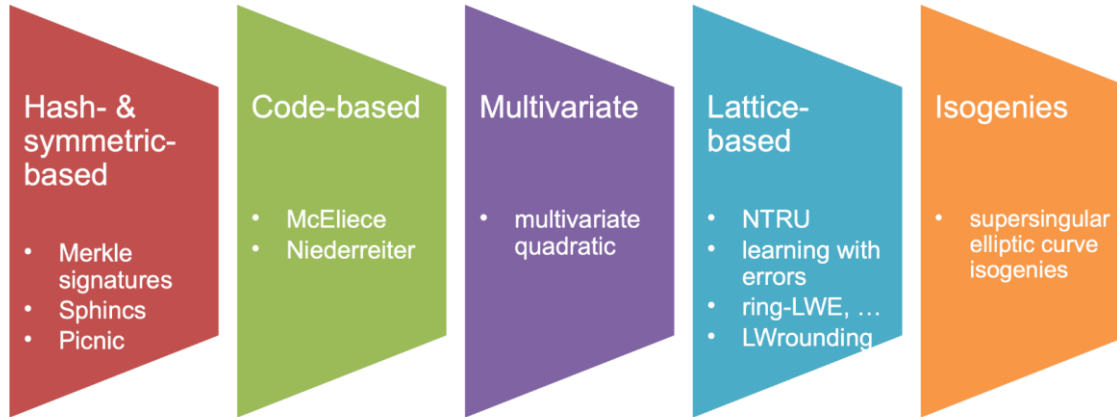 Hash- &
symmetric-
based
• Merkle
signatures
• Sphincs
• Picnic
Code-based
• McEliece
• Niederreiter
Multivariate
• multivariate
quadratic
Lattice-
based
• NTRU
• learning with
errors
• ring-LWE, …
• LWrounding
Isogenies
• supersingular
elliptic curve
isogenies